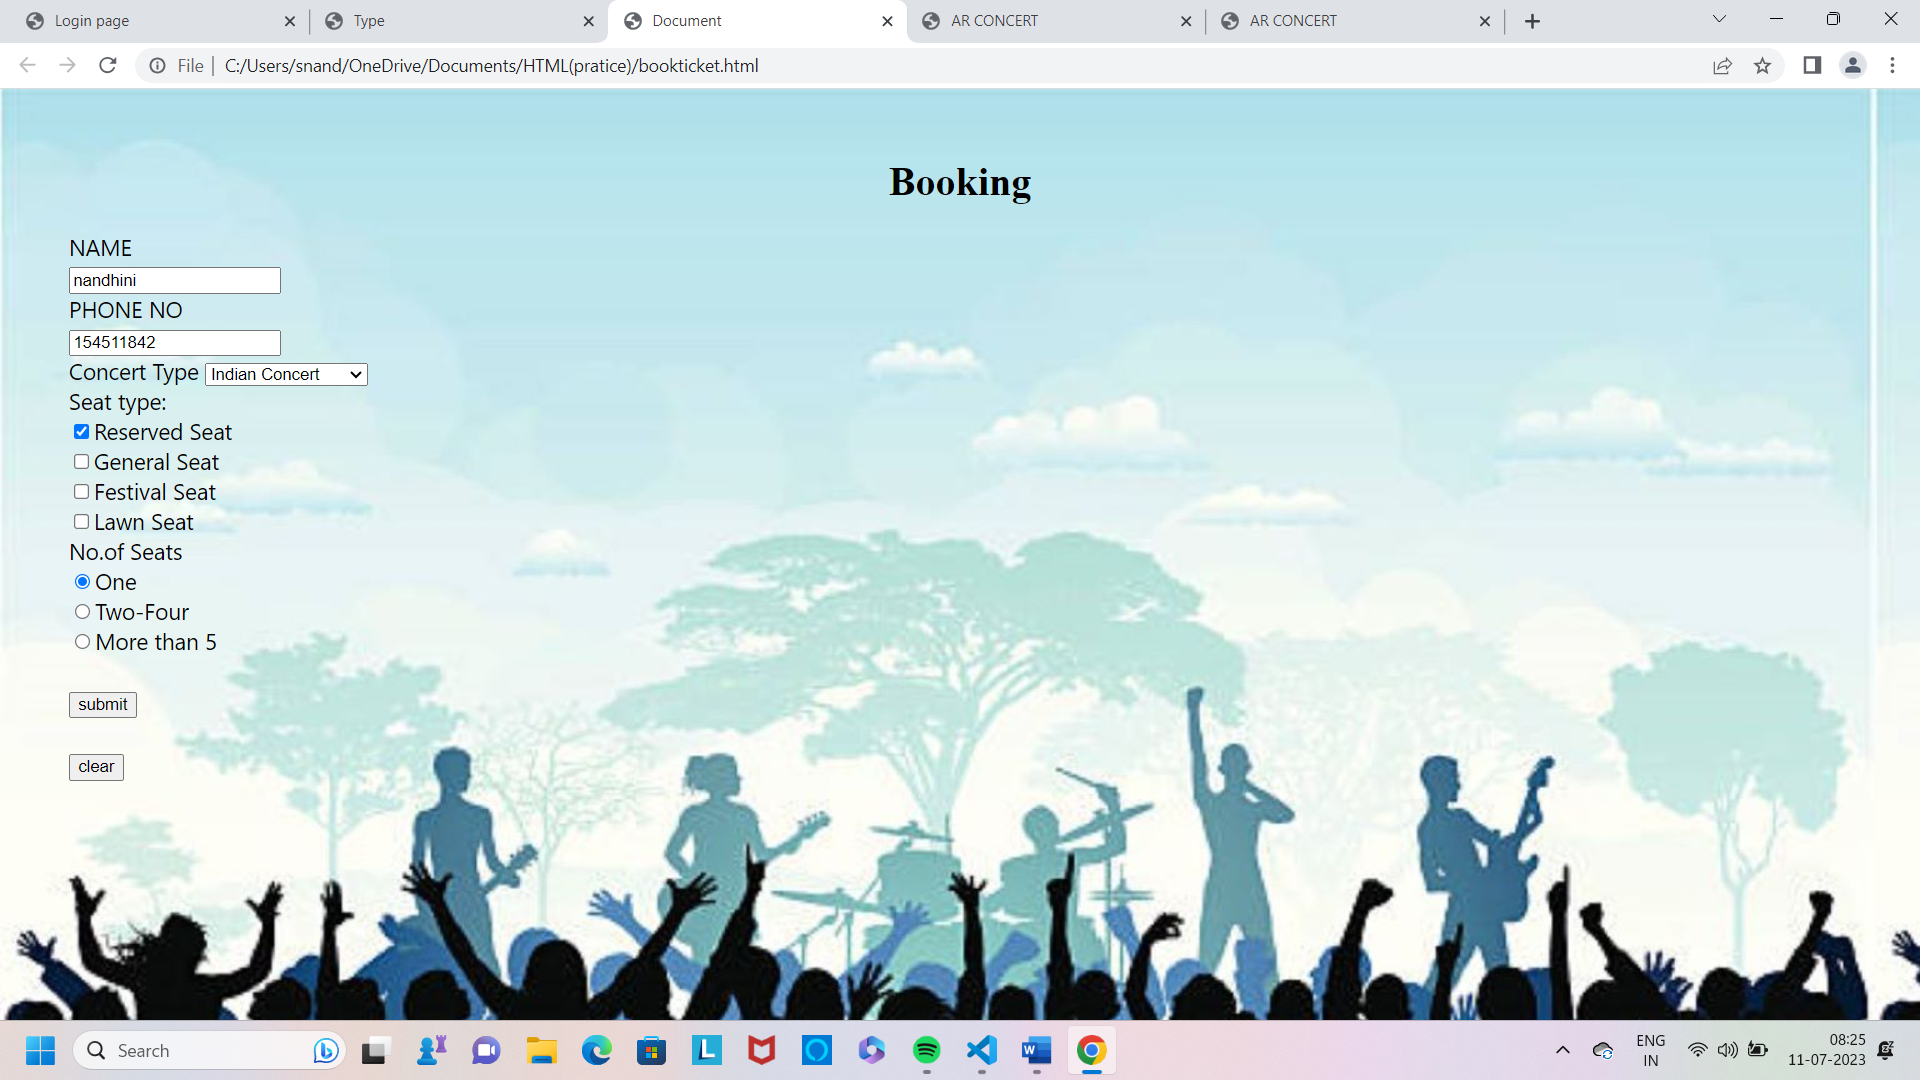 Login page
Type
Document
AR CONCERT
AR CONCERT
File
C:/Users/snand/OneDrive/Documents/HTML(pratice)/bookticket.html
Booking
NAME
nandhini
PHONE NO
154511842
Concert Type Indian Concert
Seat type:
Reserved Seat
General Seat
Festival Seat
Lawn Seat
No.of Seats
One
Two-Four
More than 5
submit
clear
Search
ENG
IN
08:25
11-07-2023